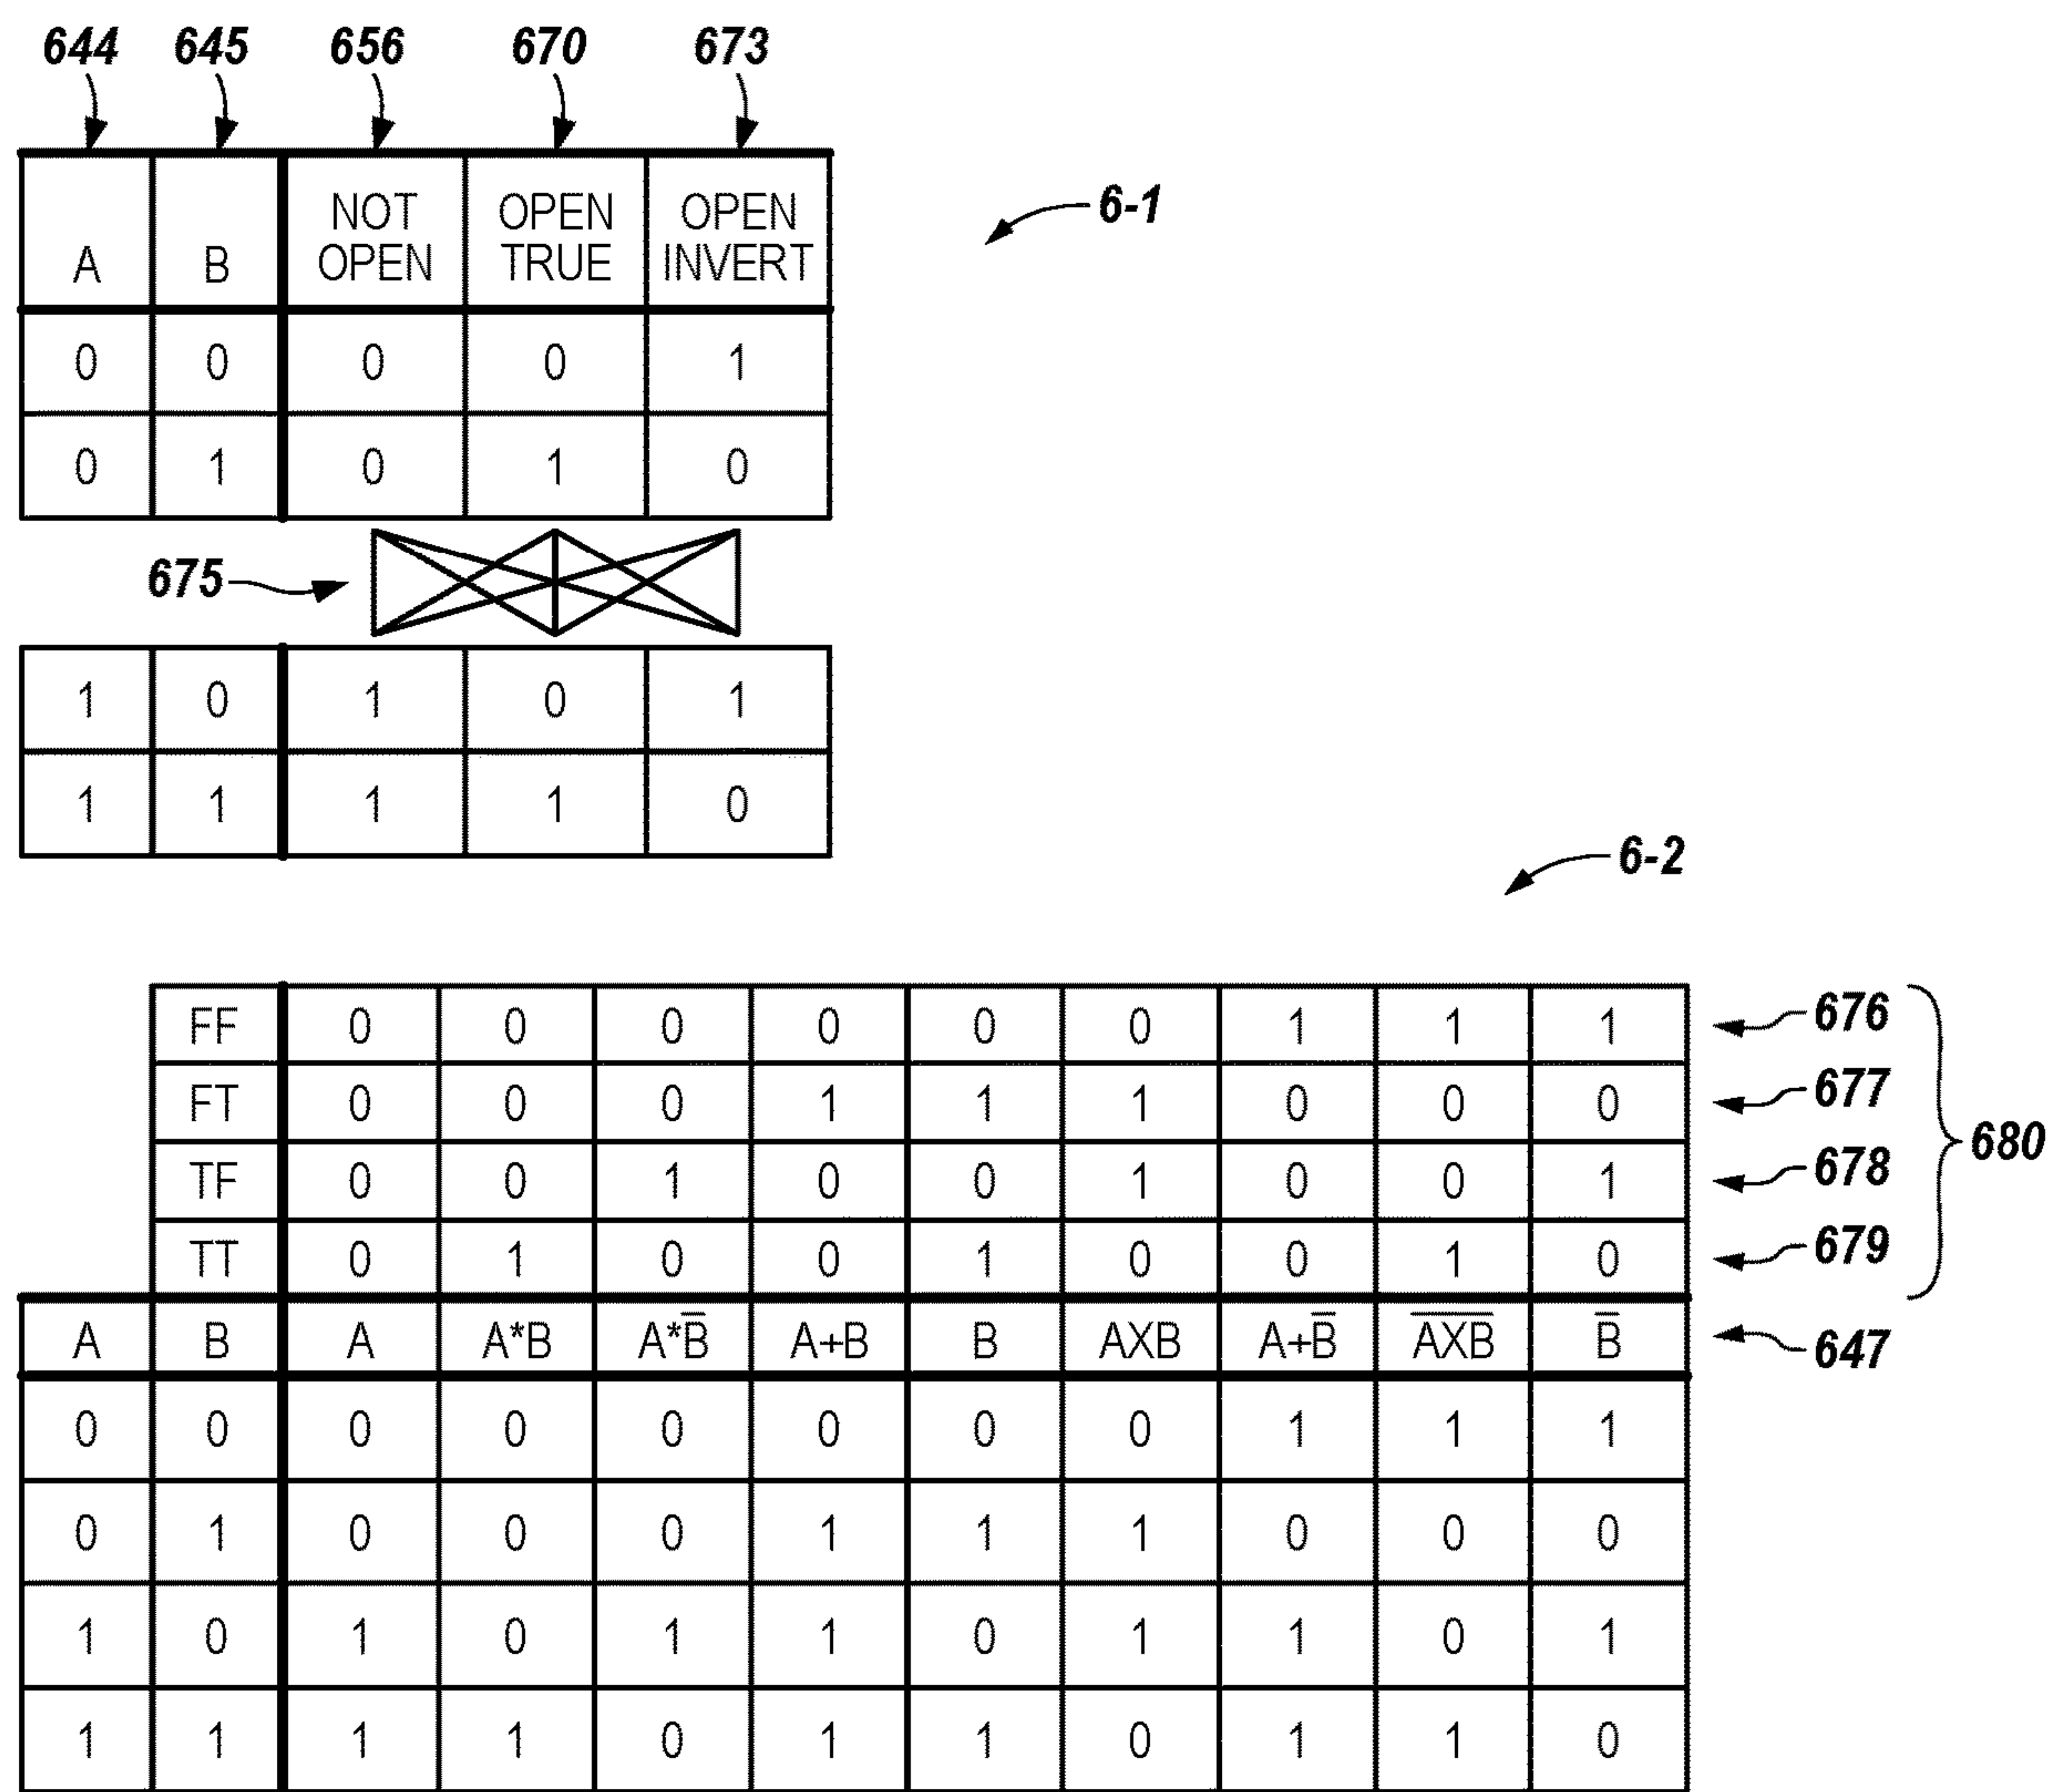 644 645 656 670 673
A B NOT OPEN OPEN TRUE OPEN INVERT
6-1
0 0 0 0 1
0 1 0 1 0
675
1 0 1 0 1
1 1 1 1 0
6-2
FF 0 0 0 0 0 0 1 1 1 676
FT 0 0 0 1 1 1 0 0 0 677
680
TF 0 0 1 0 0 1 0 0 1 678
TT 0 1 0 0 1 0 0 1 0 679
A B A A*B A*B̅ A+B B AXB A+B̅ A̅X̅B̅ B̅ 647
0 0 0 0 0 0 0 0 1 1 1
0 1 0 0 0 1 1 1 0 0 0
1 0 1 0 1 1 0 1 1 0 1
1 1 1 1 0 1 1 0 1 1 0